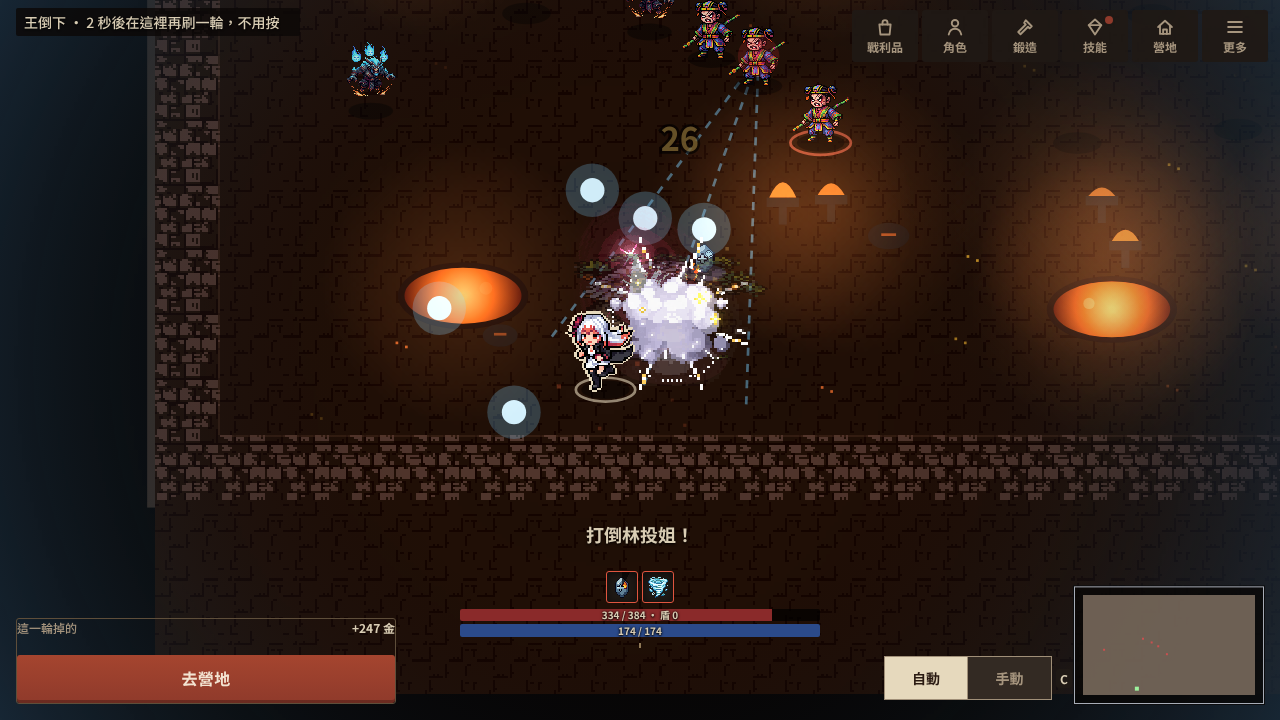 王倒下 · 2 秒後在這裡再刷一輪，不用按
戰利品
角色
鍛造
技能
營地
更多
26
打倒林投姐！
334 / 384 · 盾 0
174 / 174
這一輪掉的
+247 金
去營地
自動
手動
C